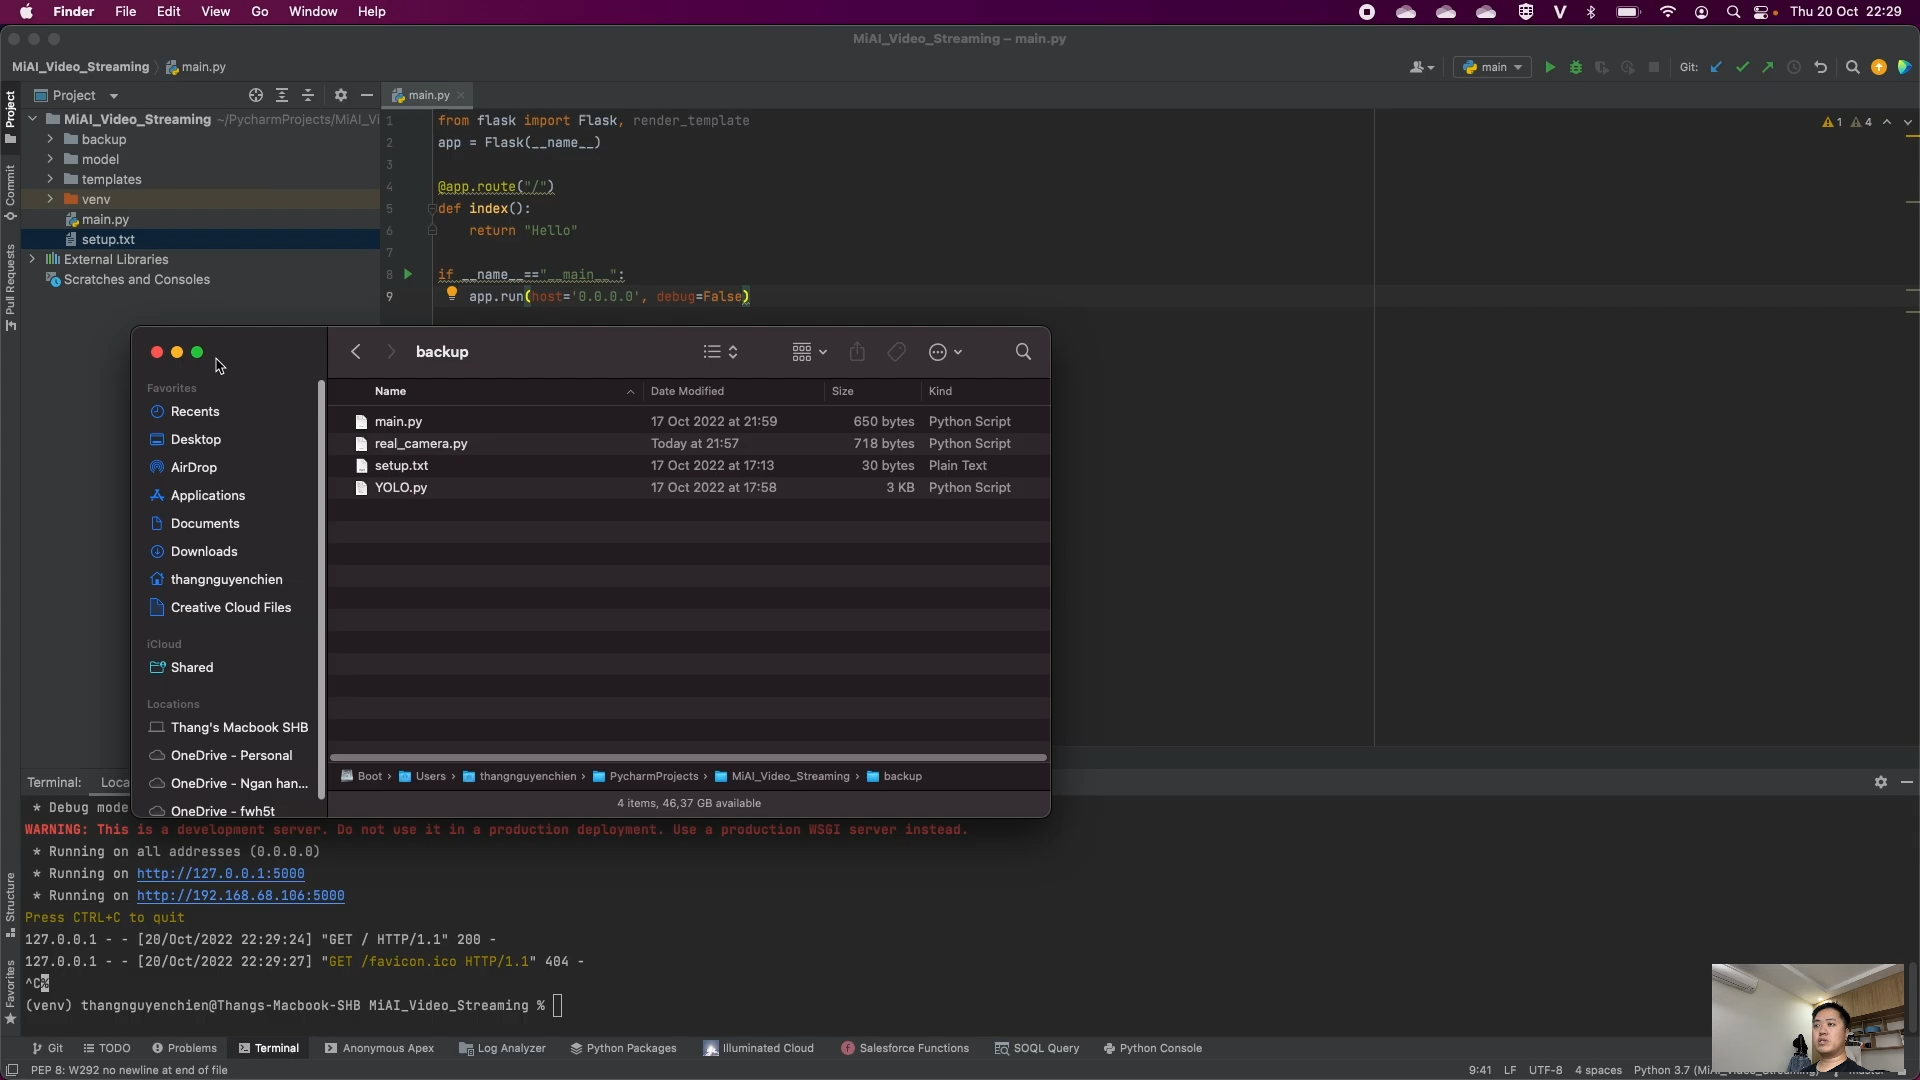 Finder File Edit View Go Window Help
Thu 20 Oct 22:29
MiAI_Video_Streaming – main.py
MiAI_Video_Streaming main.py
main
Git:
Project
main.py
MiAI_Video_Streaming ~/PycharmProjects/MiAI_Vi
backup
model
templates
venv
main.py
setup.txt
External Libraries
Scratches and Consoles
Project
Commit
Pull Requests
Structure
Favorites
1 from flask import Flask, render_template
2 app = Flask(__name__)
3
4 @app.route("/")
5 def index():
6 return "Hello"
7
8 if __name__=="__main__":
9 app.run(host='0.0.0.0', debug=False)
1 4
backup
Favorites
Recents
Desktop
AirDrop
Applications
Documents
Downloads
thangnguyenchien
Creative Cloud Files
iCloud
Shared
Locations
Thang's Macbook SHB
OneDrive - Personal
OneDrive - Ngan han...
OneDrive - fwh5t
Name Date Modified Size Kind
main.py 17 Oct 2022 at 21:59 650 bytes Python Script
real_camera.py Today at 21:57 718 bytes Python Script
setup.txt 17 Oct 2022 at 17:13 30 bytes Plain Text
YOLO.py 17 Oct 2022 at 17:58 3 KB Python Script
Boot › Users › thangnguyenchien › PycharmProjects › MiAI_Video_Streaming › backup
4 items, 46,37 GB available
Terminal: Loca
* Debug mode
WARNING: This is a development server. Do not use it in a production deployment. Use a production WSGI server instead.
* Running on all addresses (0.0.0.0)
* Running on http://127.0.0.1:5000
* Running on http://192.168.68.106:5000
Press CTRL+C to quit
127.0.0.1 - - [20/Oct/2022 22:29:24] "GET / HTTP/1.1" 200 -
127.0.0.1 - - [20/Oct/2022 22:29:27] "GET /favicon.ico HTTP/1.1" 404 -
^C%
(venv) thangnguyenchien@Thangs-Macbook-SHB MiAI_Video_Streaming %
Git TODO Problems Terminal Anonymous Apex Log Analyzer Python Packages Illuminated Cloud Salesforce Functions SOQL Query Python Console
PEP 8: W292 no newline at end of file
9:41 LF UTF-8 4 spaces Python 3.7